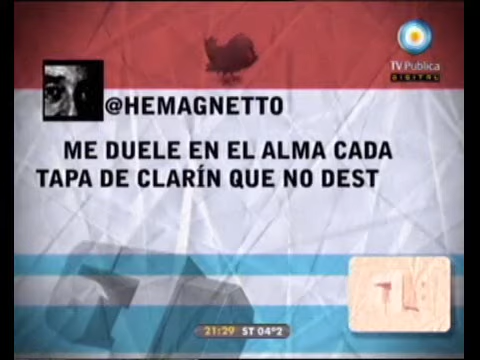 TV Pública
DIGITAL
@HEMAGNETTO
ME DUELE EN EL ALMA CADA
TAPA DE CLARÍN QUE NO DEST
21:29 ST 04°2